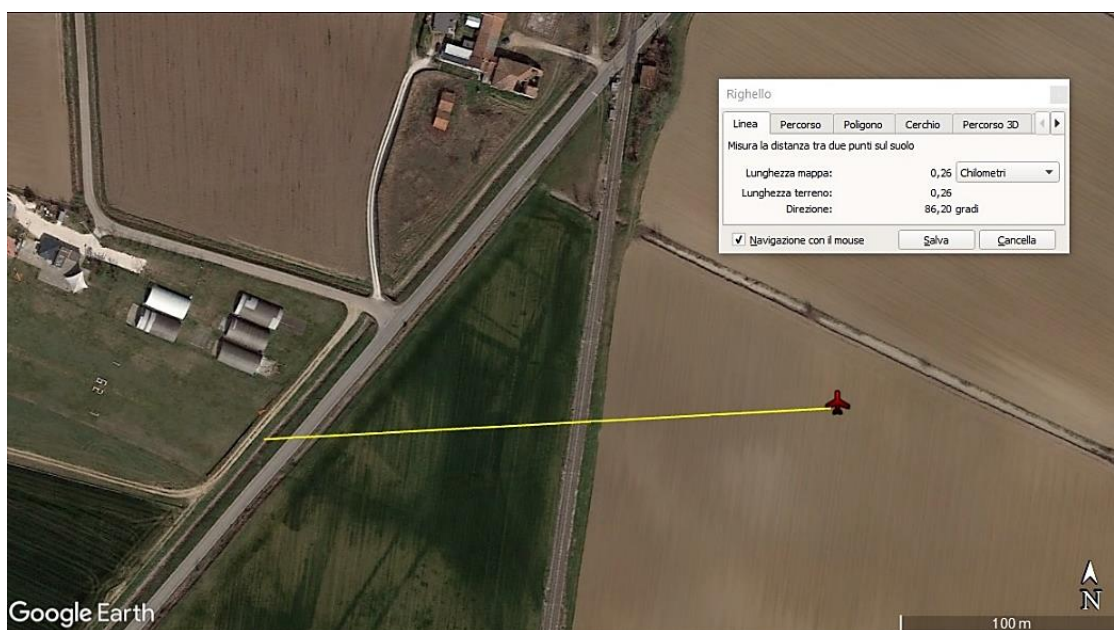 Righello
Linea Percorso Poligono Cerchio Percorso 3D
Misura la distanza tra due punti sul suolo
Lunghezza mappa: 0,26 Chilometri
Lunghezza terreno: 0,26
Direzione: 86,20 gradi
Navigazione con il mouse Salva Cancella
N
Google Earth
100 m